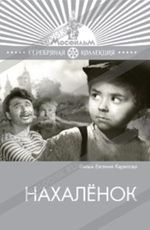 Мосфильм
СЕРЕБРЯНАЯ КОЛЛЕКЦИЯ
Фильм Евгения Карелова
НАХАЛЁНОК